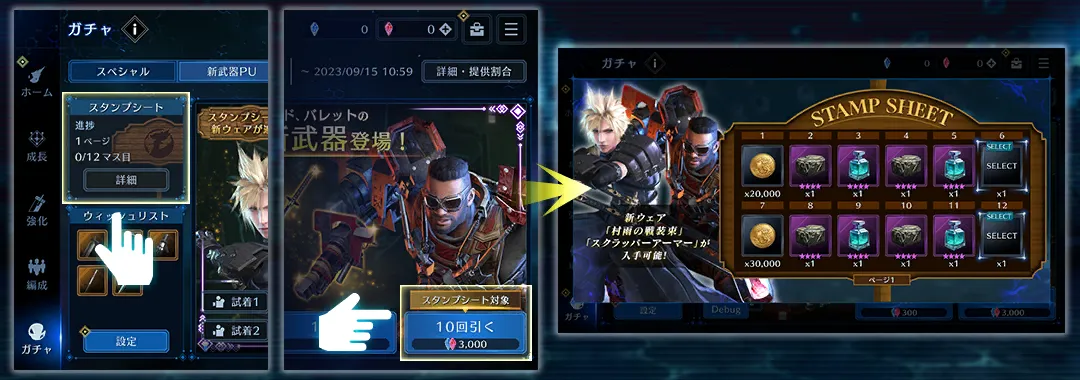 ガチャ
スペシャル
新武器PU
ホーム
成長
強化
編成
ガチャ
スタンプシート
進捗
1ページ
0/12 マス目
詳細
ウィッシュリスト
設定
スタンプシー
新ウェアが
試着1
試着2
0
0
~ 2023/09/15 10:59
詳細・提供割合
ド、バレットの
新武器登場!
スタンプシート対象
10回引く
3,000
ガチャ
0
0
STAMP SHEET
1 2 3 4 5 6
SELECT
SELECT
x20,000 x1 x1 x1 x1 x1
7 8 9 10 11 12
SELECT
SELECT
x30,000 x1 x1 x1 x1 x1
ページ1
新ウェア
「村雨の戦装束」
「スクラッパーアーマー」が
入手可能!
ガチャ
設定
Debug
300
3,000